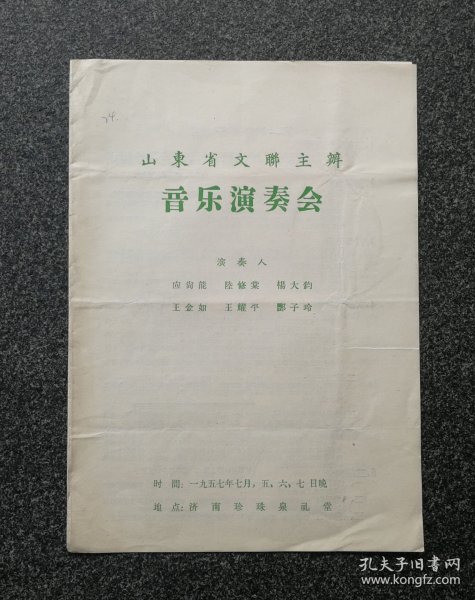 74.
山東省文聯主辦
音乐演奏会
演奏人
应尚能 陸修棠 楊大鈞
王金如 王耀平 酈子玲
时間:一九五七年七月,五、六、七日晚
地点:济南珍珠泉礼堂
孔夫子旧书网
www.kongfz.com